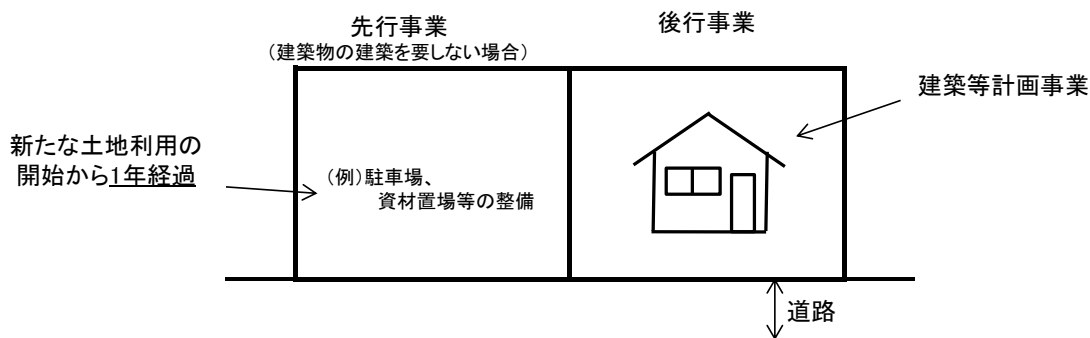 先行事業
（建築物の建築を要しない場合）
後行事業
建築等計画事業
新たな土地利用の
開始から1年経過
（例）駐車場、
資材置場等の整備
道路